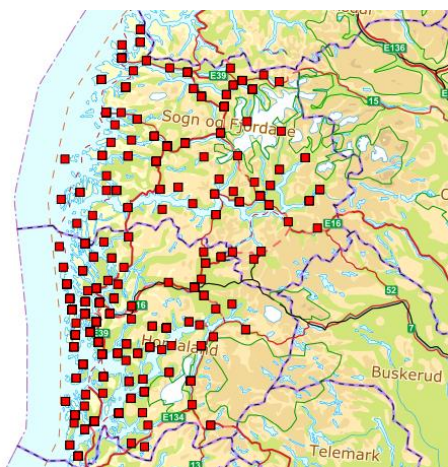 E136
E39
15
Sogn og Fjordane
E16
52
16
7
E39
Hordaland
Buskerud
E134
Telemark
13